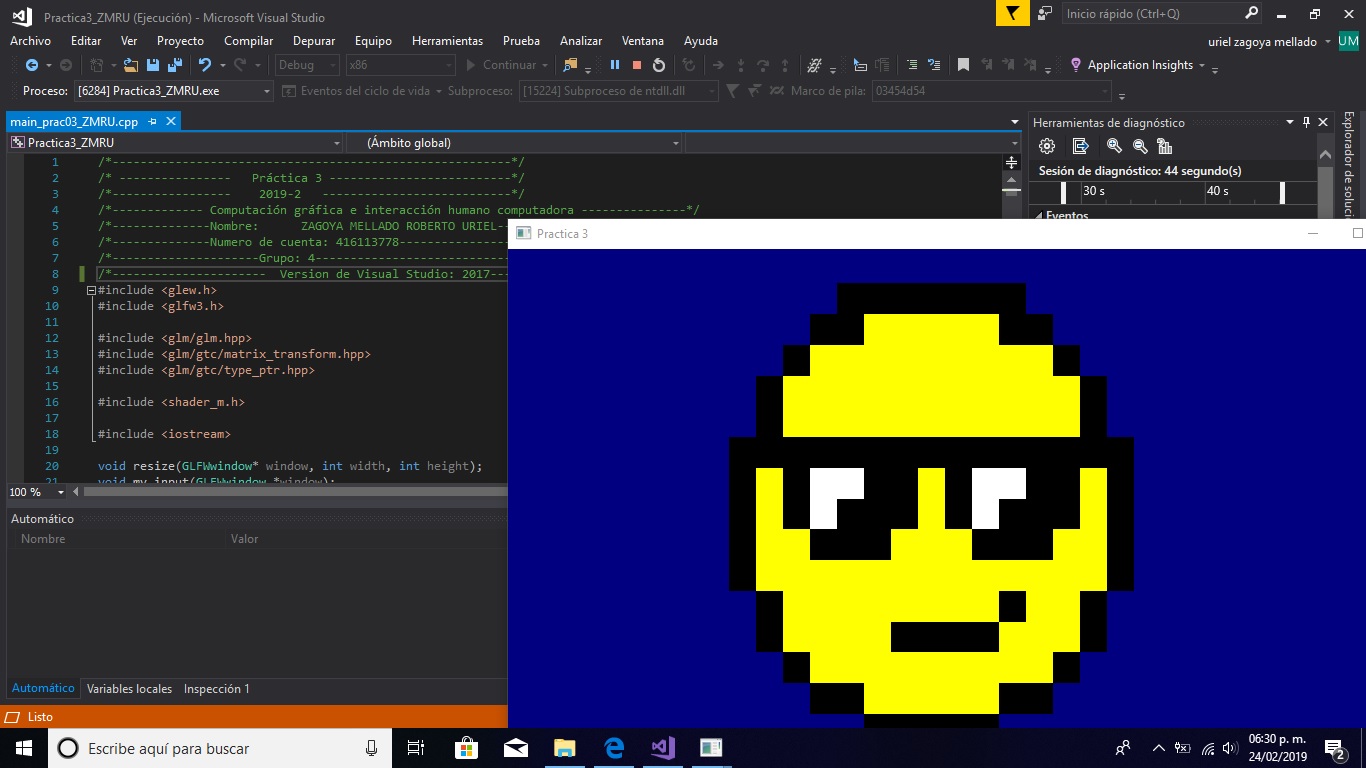 Practica3_ZMRU (Ejecución) - Microsoft Visual Studio
Inicio rápido (Ctrl+Q)
Archivo Editar Ver Proyecto Compilar Depurar Equipo Herramientas Prueba Analizar Ventana Ayuda
uriel zagoya mellado UM
Debug x86 Continuar Application Insights
Proceso: [6284] Practica3_ZMRU.exe Eventos del ciclo de vida Subproceso: [15224] Subproceso de ntdll.dll Marco de pila: 03454d54
main_prac03_ZMRU.cpp
Practica3_ZMRU (Ámbito global)
1 /*---------------------------------------------------------*/
2 /* ---------------- Práctica 3 --------------------------*/
3 /*----------------- 2019-2 ---------------------------*/
4 /*------------- Computación gráfica e interacción humano computadora ---------------*/
5 /*--------------Nombre: ZAGOYA MELLADO ROBERTO URIEL--
6 /*--------------Numero de cuenta: 416113778----------------
7 /*---------------------Grupo: 4----------------------------
8 /*---------------------- Version de Visual Studio: 2017---
9 #include <glew.h>
10 #include <glfw3.h>
11
12 #include <glm/glm.hpp>
13 #include <glm/gtc/matrix_transform.hpp>
14 #include <glm/gtc/type_ptr.hpp>
15
16 #include <shader_m.h>
17
18 #include <iostream>
19
20 void resize(GLFWwindow* window, int width, int height);
21 void my_input(GLFWwindow *window);
100 %
Herramientas de diagnóstico
Sesión de diagnóstico: 44 segundo(s)
30 s 40 s
Eventos
Explorador de soluci
Practica 3
Automático
Nombre Valor
Automático Variables locales Inspección 1
Listo
Escribe aquí para buscar
06:30 p. m.
24/02/2019
2